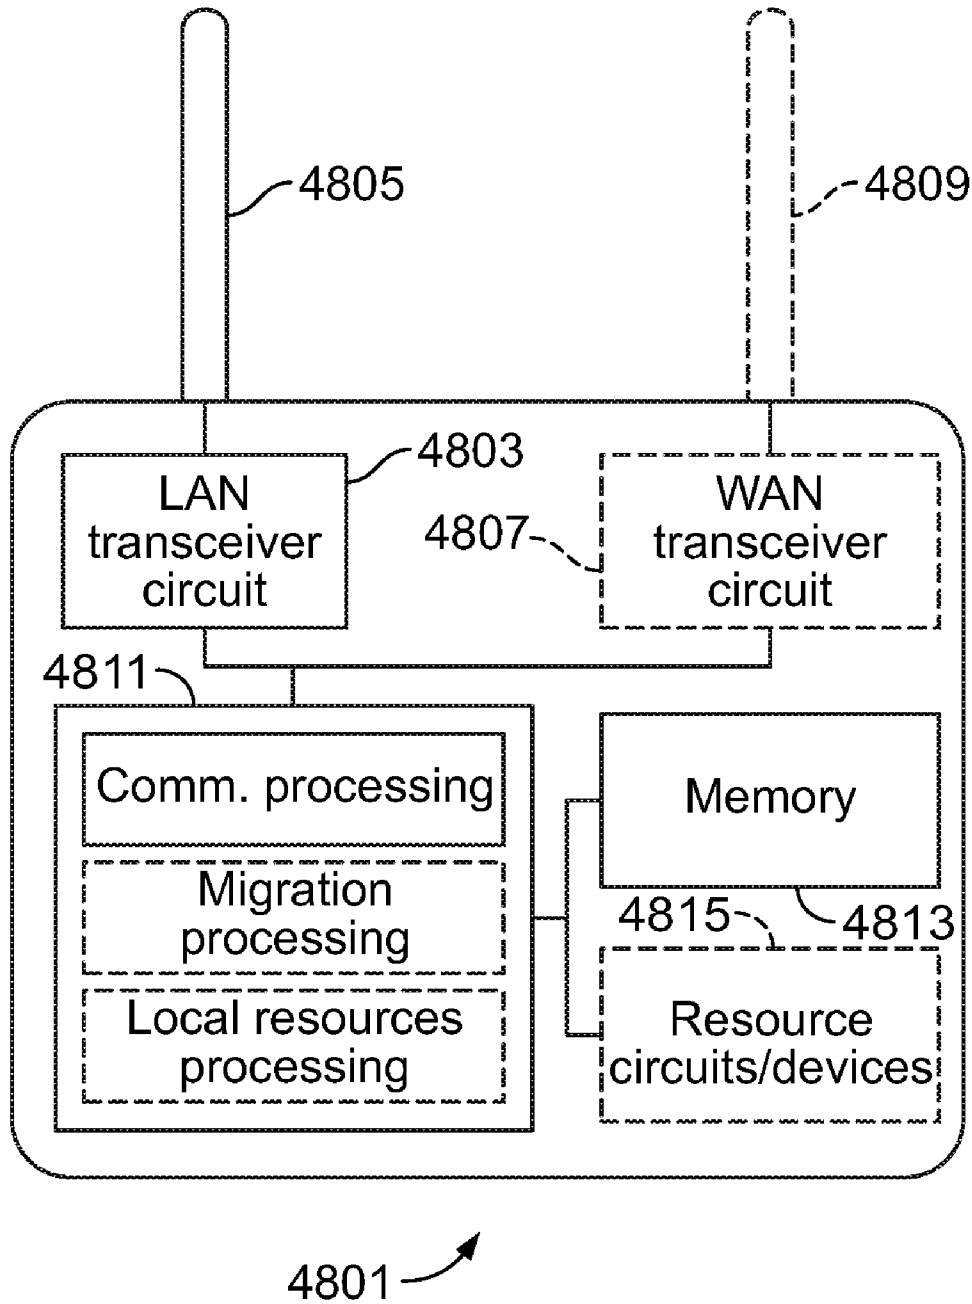 4805
4809
4803
LAN
transceiver
circuit
4807
WAN
transceiver
circuit
4811
Comm. processing
Migration
processing
Local resources
processing
Memory
4813
4815
Resource
circuits/devices
4801